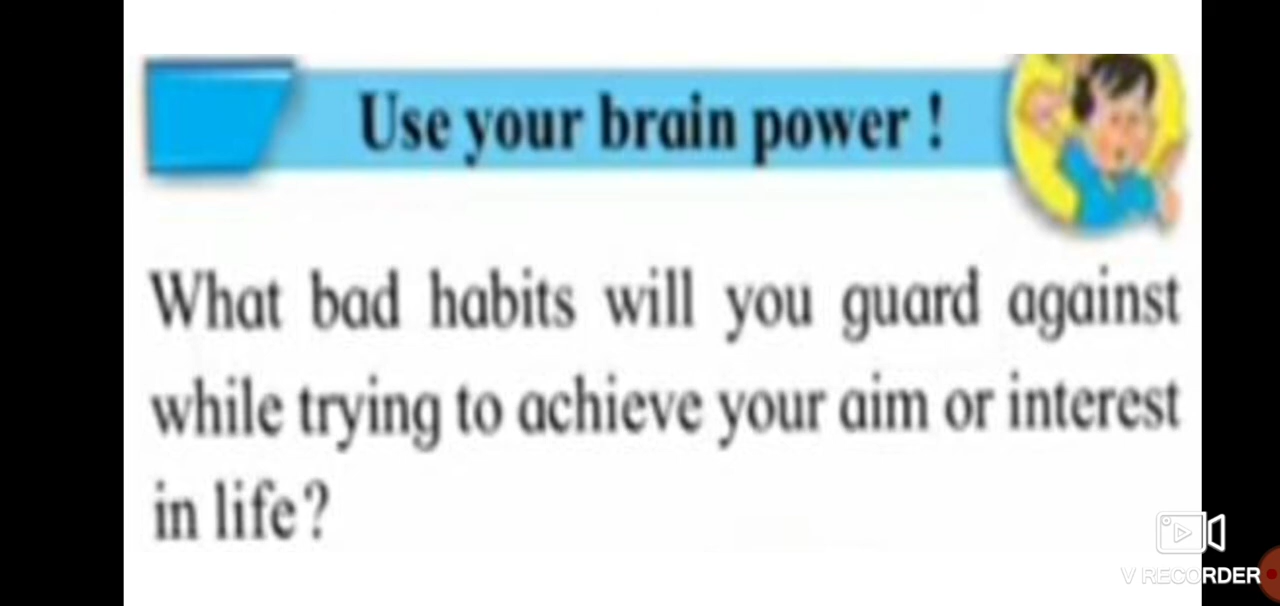 Use your brain power !
What bad habits will you guard against
while trying to achieve your aim or interest
in life?
V RECORDER